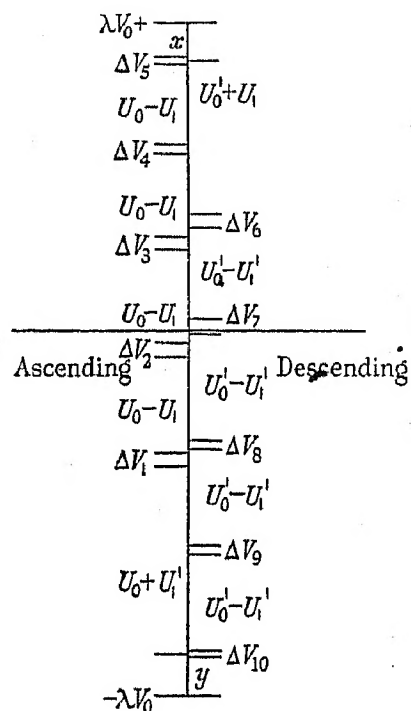 λV₀+
x
ΔV₅
U₀'+U₁
U₀−U₁
ΔV₄
U₀−U₁
ΔV₆
ΔV₃
U₀'−U₁'
U₀−U₁
ΔV₇
Ascending
ΔV₂
U₀'−U₁'
Descending
U₀−U₁
ΔV₈
ΔV₁
U₀'−U₁'
ΔV₉
U₀+U₁'
U₀'−U₁'
ΔV₁₀
y
−λV₀